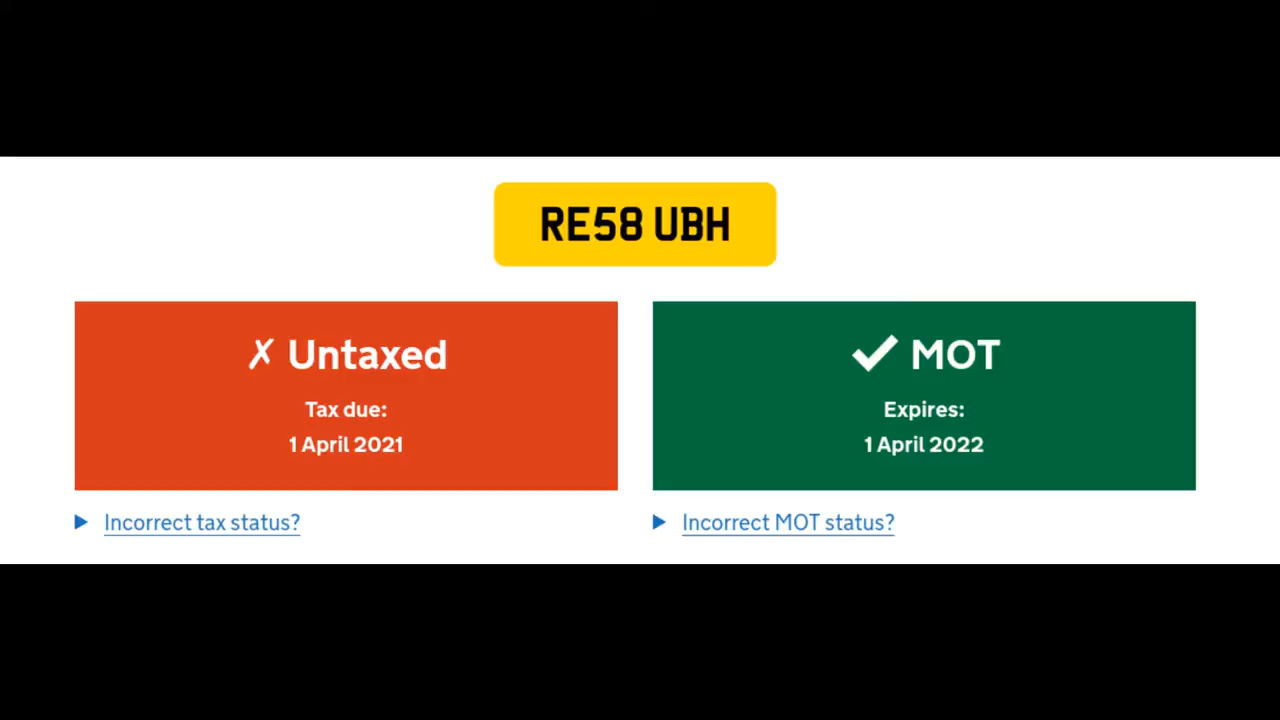 RE58 UBH
✗ Untaxed
Tax due:
1 April 2021
Incorrect tax status?
✓ MOT
Expires:
1 April 2022
Incorrect MOT status?